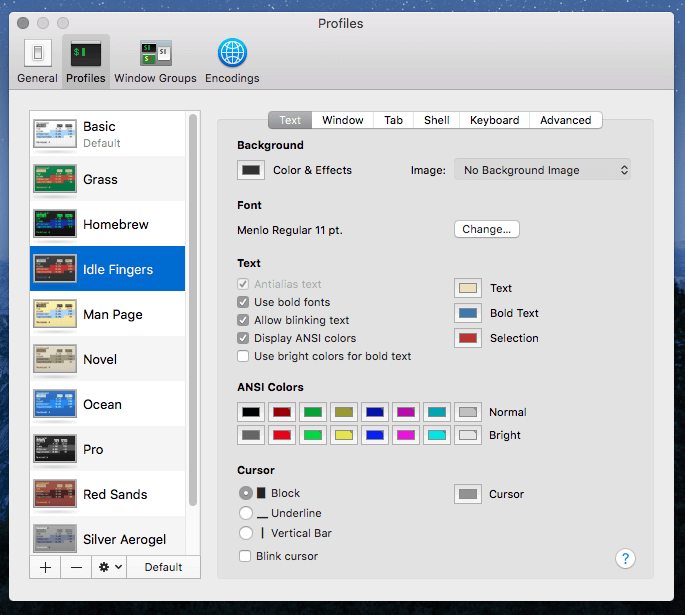 Profiles
General Profiles Window Groups Encodings
Basic
Default
Grass
Homebrew
Idle Fingers
Man Page
Novel
Ocean
Pro
Red Sands
Silver Aerogel
Default
Text Window Tab Shell Keyboard Advanced
Background
Color & Effects Image: No Background Image
Font
Menlo Regular 11 pt. Change...
Text
Antialias text
Use bold fonts
Allow blinking text
Display ANSI colors
Use bright colors for bold text
Text
Bold Text
Selection
ANSI Colors
Normal
Bright
Cursor
Block
Underline
Vertical Bar
Blink cursor
Cursor
?